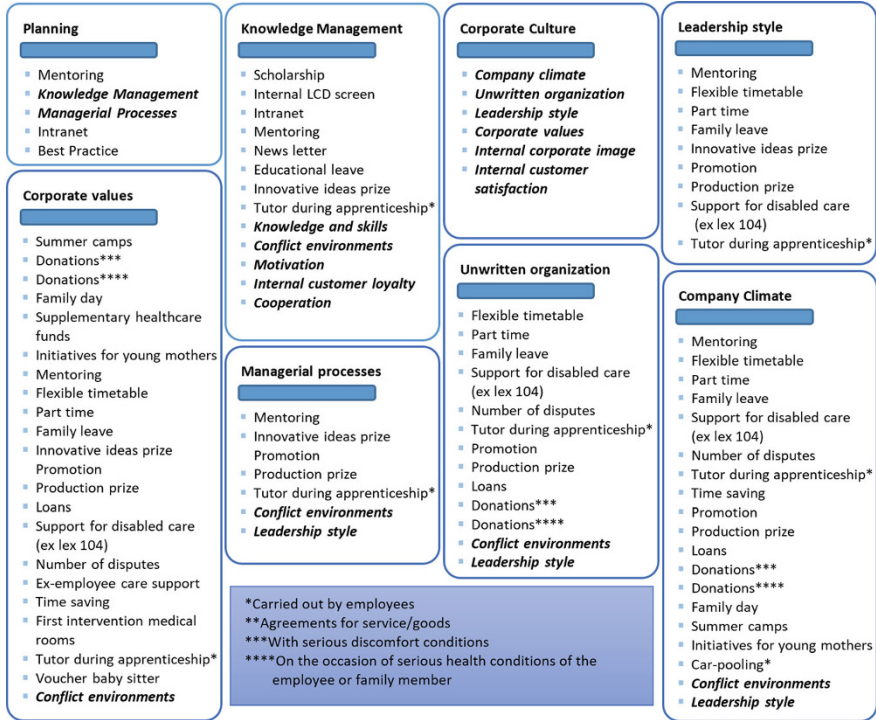 Planning
Mentoring
Knowledge Management
Managerial Processes
Intranet
Best Practice
Corporate values
Summer camps
Donations***
Donations****
Family day
Supplementary healthcare
funds
Initiatives for young mothers
Mentoring
Flexible timetable
Part time
Family leave
Innovative ideas prize
Promotion
Production prize
Loans
Support for disabled care
(ex lex 104)
Number of disputes
Ex-employee care support
Time saving
First intervention medical
rooms
Tutor during apprenticeship*
Voucher baby sitter
Conflict environments
Knowledge Management
Scholarship
Internal LCD screen
Intranet
Mentoring
News letter
Educational leave
Innovative ideas prize
Tutor during apprenticeship*
Knowledge and skills
Conflict environments
Motivation
Internal customer loyalty
Cooperation
Managerial processes
Mentoring
Innovative ideas prize
Promotion
Production prize
Tutor during apprenticeship*
Conflict environments
Leadership style
Corporate Culture
Company climate
Unwritten organization
Leadership style
Corporate values
Internal corporate image
Internal customer
satisfaction
Unwritten organization
Flexible timetable
Part time
Family leave
Support for disabled care
(ex lex 104)
Number of disputes
Tutor during apprenticeship*
Promotion
Production prize
Loans
Donations***
Donations****
Conflict environments
Leadership style
Leadership style
Mentoring
Flexible timetable
Part time
Family leave
Innovative ideas prize
Promotion
Production prize
Support for disabled care
(ex lex 104)
Tutor during apprenticeship*
Company Climate
Mentoring
Flexible timetable
Part time
Family leave
Support for disabled care
(ex lex 104)
Number of disputes
Tutor during apprenticeship*
Time saving
Promotion
Production prize
Loans
Donations***
Donations****
Family day
Summer camps
Initiatives for young mothers
Car-pooling*
Conflict environments
Leadership style
*Carried out by employees
**Agreements for service/goods
***With serious discomfort conditions
****On the occasion of serious health conditions of the
employee or family member